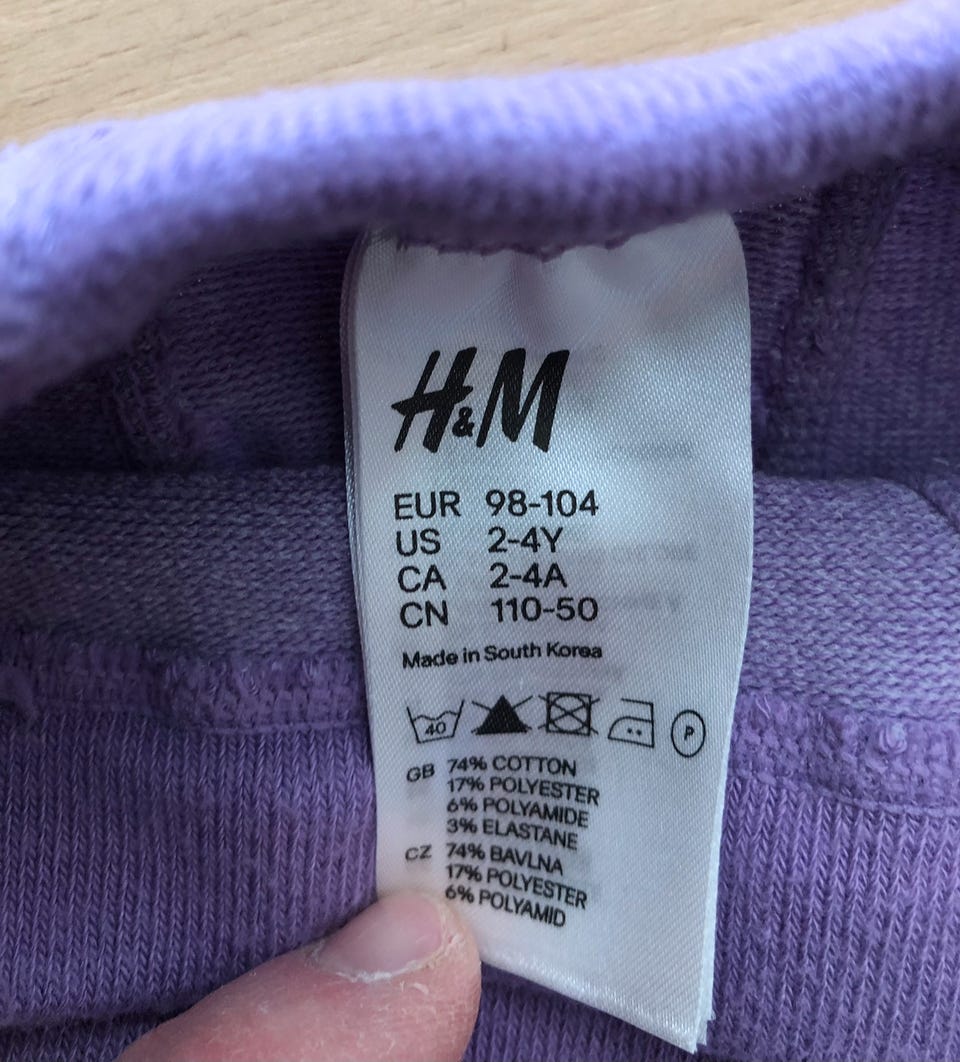 H&M
EUR 98-104
US 2-4Y
CA 2-4A
CN 110-50
Made in South Korea
40 P
GB 74% COTTON
17% POLYESTER
6% POLYAMIDE
3% ELASTANE
CZ 74% BAVLNA
17% POLYESTER
6% POLYAMID